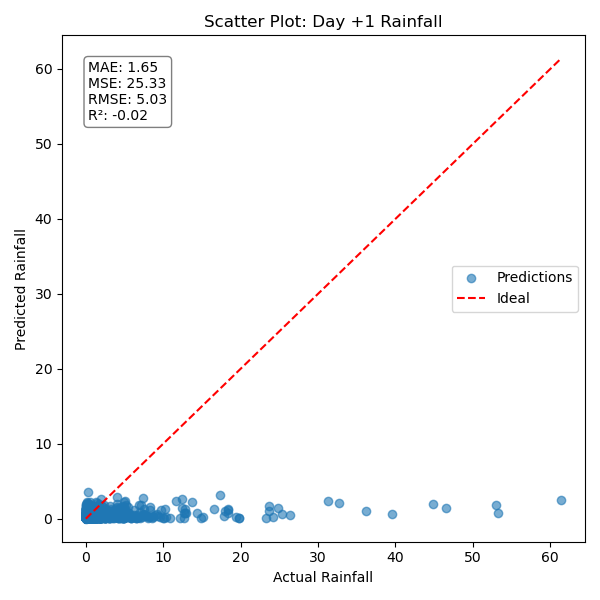 Scatter Plot: Day +1 Rainfall
MAE: 1.65
MSE: 25.33
RMSE: 5.03
R²: -0.02
60
50
40
30
20
10
0
Predicted Rainfall
Predictions
Ideal
0 10 20 30 40 50 60
Actual Rainfall